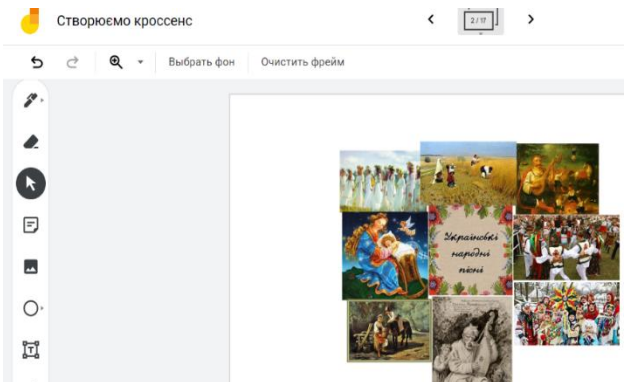 Створюємо кроссенс
2 / 17
Выбрать фон Очистить фрейм
Українські
народні
пісні